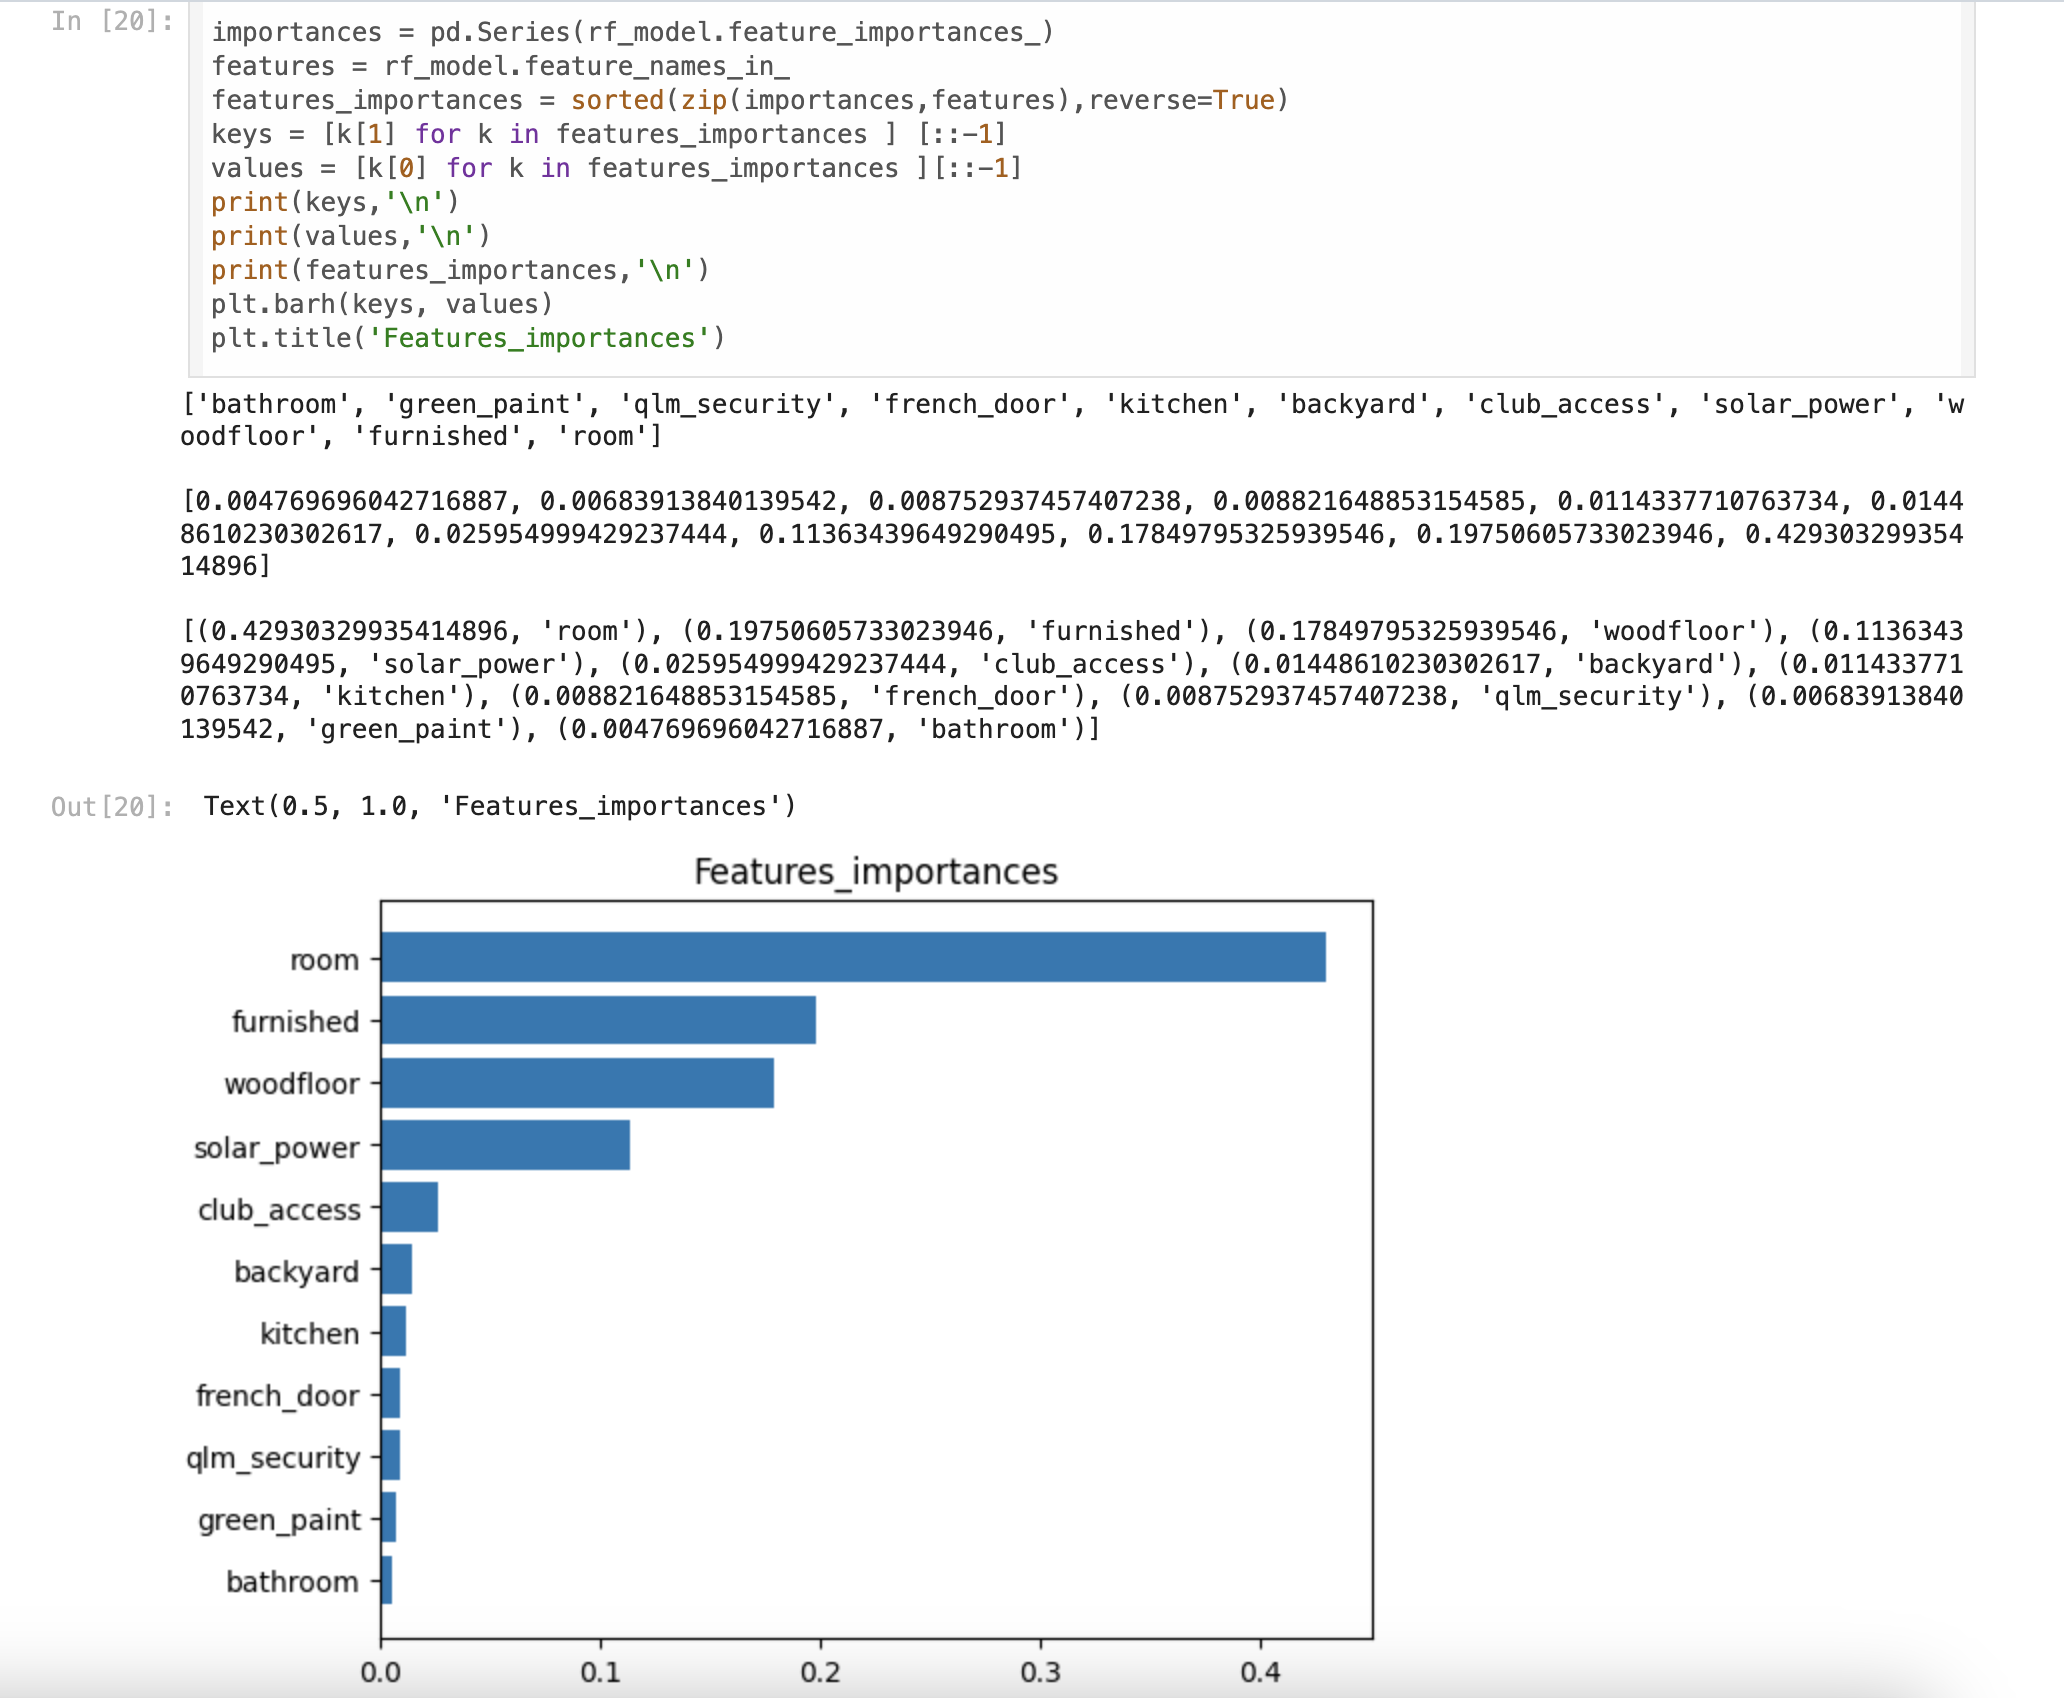 In [20]:
importances = pd.Series(rf_model.feature_importances_)
features = rf_model.feature_names_in_
features_importances = sorted(zip(importances,features),reverse=True)
keys = [k[1] for k in features_importances ] [::-1]
values = [k[0] for k in features_importances ][::-1]
print(keys,'\n')
print(values,'\n')
print(features_importances,'\n')
plt.barh(keys, values)
plt.title('Features_importances')
['bathroom', 'green_paint', 'qlm_security', 'french_door', 'kitchen', 'backyard', 'club_access', 'solar_power', 'w
oodfloor', 'furnished', 'room']
[0.004769696042716887, 0.00683913840139542, 0.008752937457407238, 0.008821648853154585, 0.0114337710763734, 0.0144
8610230302617, 0.025954999429237444, 0.11363439649290495, 0.17849795325939546, 0.19750605733023946, 0.429303299354
14896]
[(0.42930329935414896, 'room'), (0.19750605733023946, 'furnished'), (0.17849795325939546, 'woodfloor'), (0.1136343
9649290495, 'solar_power'), (0.025954999429237444, 'club_access'), (0.01448610230302617, 'backyard'), (0.011433771
0763734, 'kitchen'), (0.008821648853154585, 'french_door'), (0.008752937457407238, 'qlm_security'), (0.00683913840
139542, 'green_paint'), (0.004769696042716887, 'bathroom')]
Out[20]: Text(0.5, 1.0, 'Features_importances')
Features_importances
room
furnished
woodfloor
solar_power
club_access
backyard
kitchen
french_door
qlm_security
green_paint
bathroom
0.0 0.1 0.2 0.3 0.4